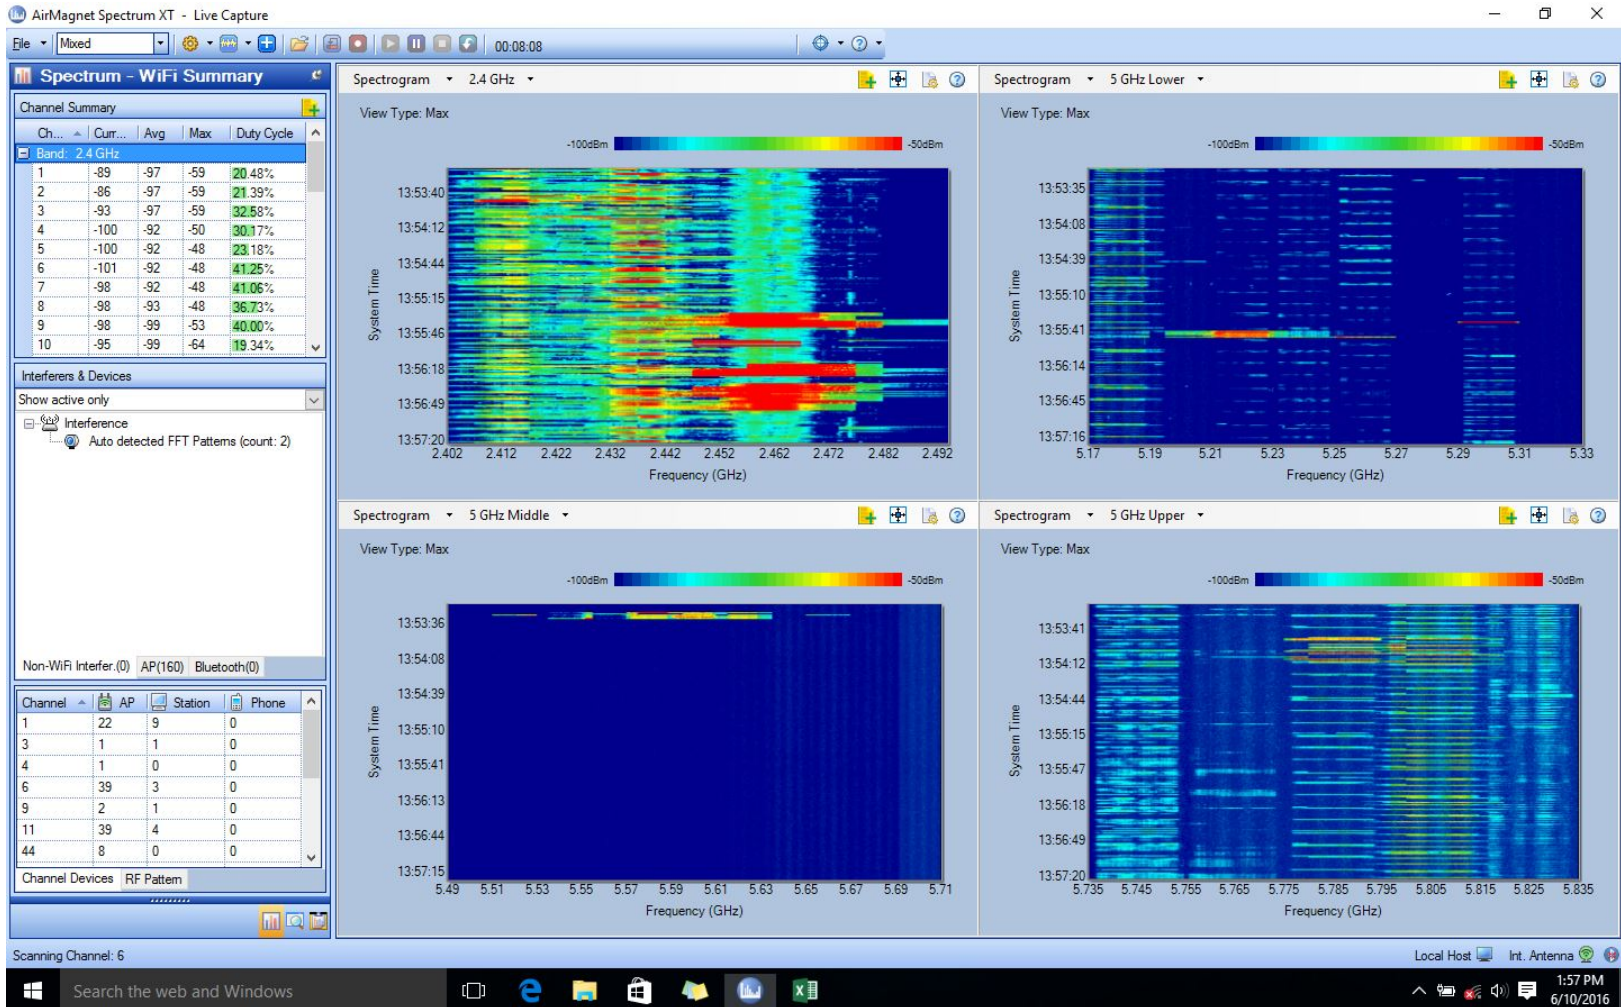 AirMagnet Spectrum XT - Live Capture
File Mixed 00:08:08
Spectrum - WiFi Summary
Channel Summary
Ch... Curr... Avg Max Duty Cycle
Band: 2.4 GHz
1 -89 -97 -59 20.48%
2 -86 -97 -59 21.39%
3 -93 -97 -59 32.58%
4 -100 -92 -50 30.17%
5 -100 -92 -48 23.18%
6 -101 -92 -48 41.25%
7 -98 -92 -48 41.06%
8 -98 -93 -48 36.73%
9 -98 -99 -53 40.00%
10 -95 -99 -64 19.34%
Interferers & Devices
Show active only
Interference
Auto detected FFT Patterns (count: 2)
Non-WiFi Interfer.(0) AP(160) Bluetooth(0)
Channel AP Station Phone
1 22 9 0
3 1 1 0
4 1 0 0
6 39 3 0
9 2 1 0
11 39 4 0
44 8 0 0
Channel Devices RF Pattern
Spectrogram 2.4 GHz
View Type: Max
-100dBm -50dBm
System Time
13:53:40
13:54:12
13:54:44
13:55:15
13:55:46
13:56:18
13:56:49
13:57:20
2.402 2.412 2.422 2.432 2.442 2.452 2.462 2.472 2.482 2.492
Frequency (GHz)
Spectrogram 5 GHz Lower
View Type: Max
-100dBm -50dBm
System Time
13:53:35
13:54:08
13:54:39
13:55:10
13:55:41
13:56:14
13:56:45
13:57:16
5.17 5.19 5.21 5.23 5.25 5.27 5.29 5.31 5.33
Frequency (GHz)
Spectrogram 5 GHz Middle
View Type: Max
-100dBm -50dBm
System Time
13:53:36
13:54:08
13:54:39
13:55:10
13:55:41
13:56:13
13:56:44
13:57:15
5.49 5.51 5.53 5.55 5.57 5.59 5.61 5.63 5.65 5.67 5.69 5.71
Frequency (GHz)
Spectrogram 5 GHz Upper
View Type: Max
-100dBm -50dBm
System Time
13:53:41
13:54:12
13:54:44
13:55:15
13:55:47
13:56:18
13:56:49
13:57:20
5.735 5.745 5.755 5.765 5.775 5.785 5.795 5.805 5.815 5.825 5.835
Frequency (GHz)
Scanning Channel: 6
Local Host Int. Antenna
Search the web and Windows
1:57 PM
6/10/2016